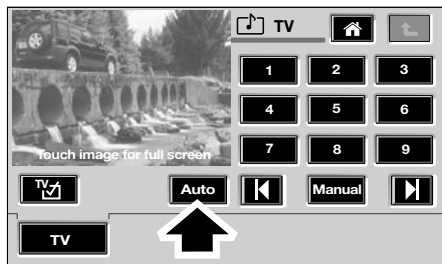 TV
1 2 3
4 5 6
7 8 9
Touch image for full screen
TV
Auto
Manual
TV